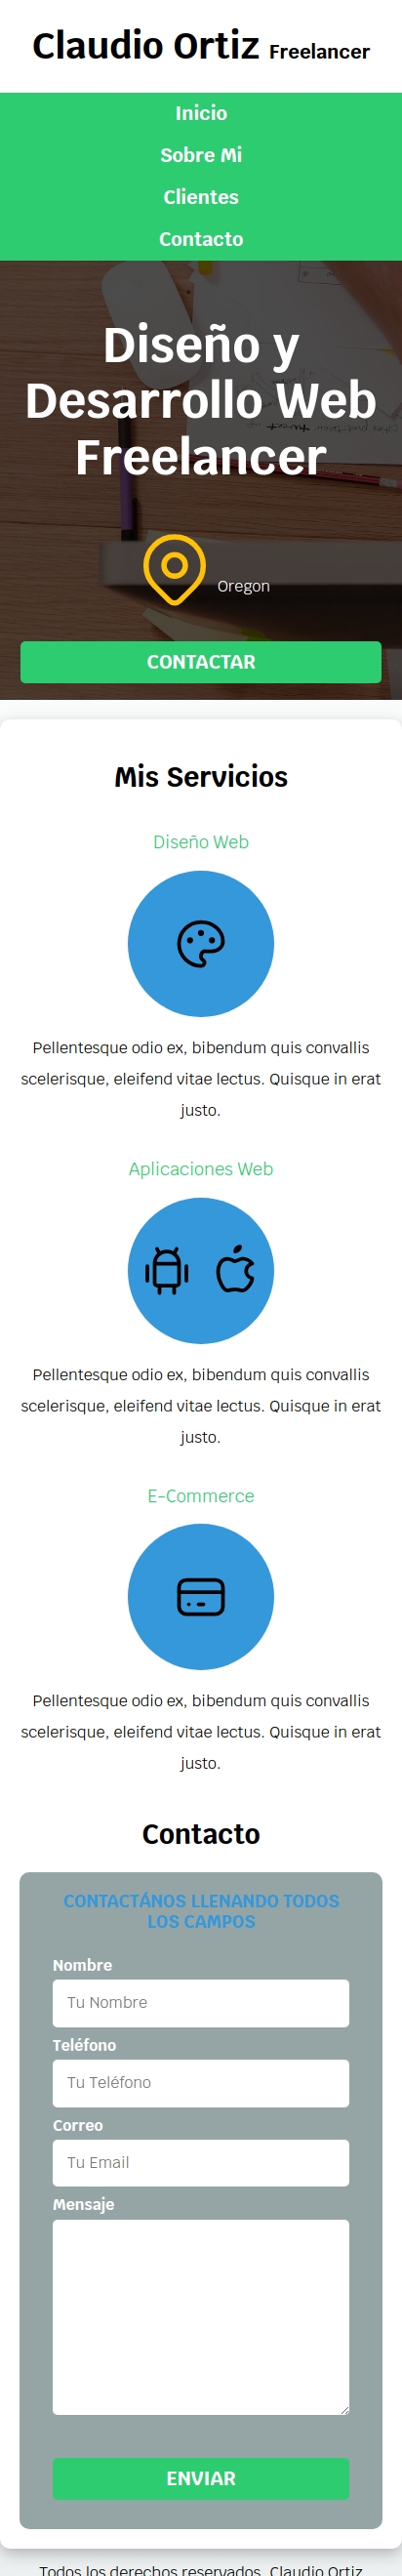 Claudio Ortiz Freelancer
Inicio
Sobre Mi
Clientes
Contacto
Diseño y
Desarrollo Web
Freelancer
Oregon
CONTACTAR
Mis Servicios
Diseño Web
Pellentesque odio ex, bibendum quis convallis
scelerisque, eleifend vitae lectus. Quisque in erat
justo.
Aplicaciones Web
Pellentesque odio ex, bibendum quis convallis
scelerisque, eleifend vitae lectus. Quisque in erat
justo.
E-Commerce
Pellentesque odio ex, bibendum quis convallis
scelerisque, eleifend vitae lectus. Quisque in erat
justo.
Contacto
CONTACTÁNOS LLENANDO TODOS
LOS CAMPOS
Nombre
Tu Nombre
Teléfono
Tu Teléfono
Correo
Tu Email
Mensaje
ENVIAR
Todos los derechos reservados. Claudio Ortiz